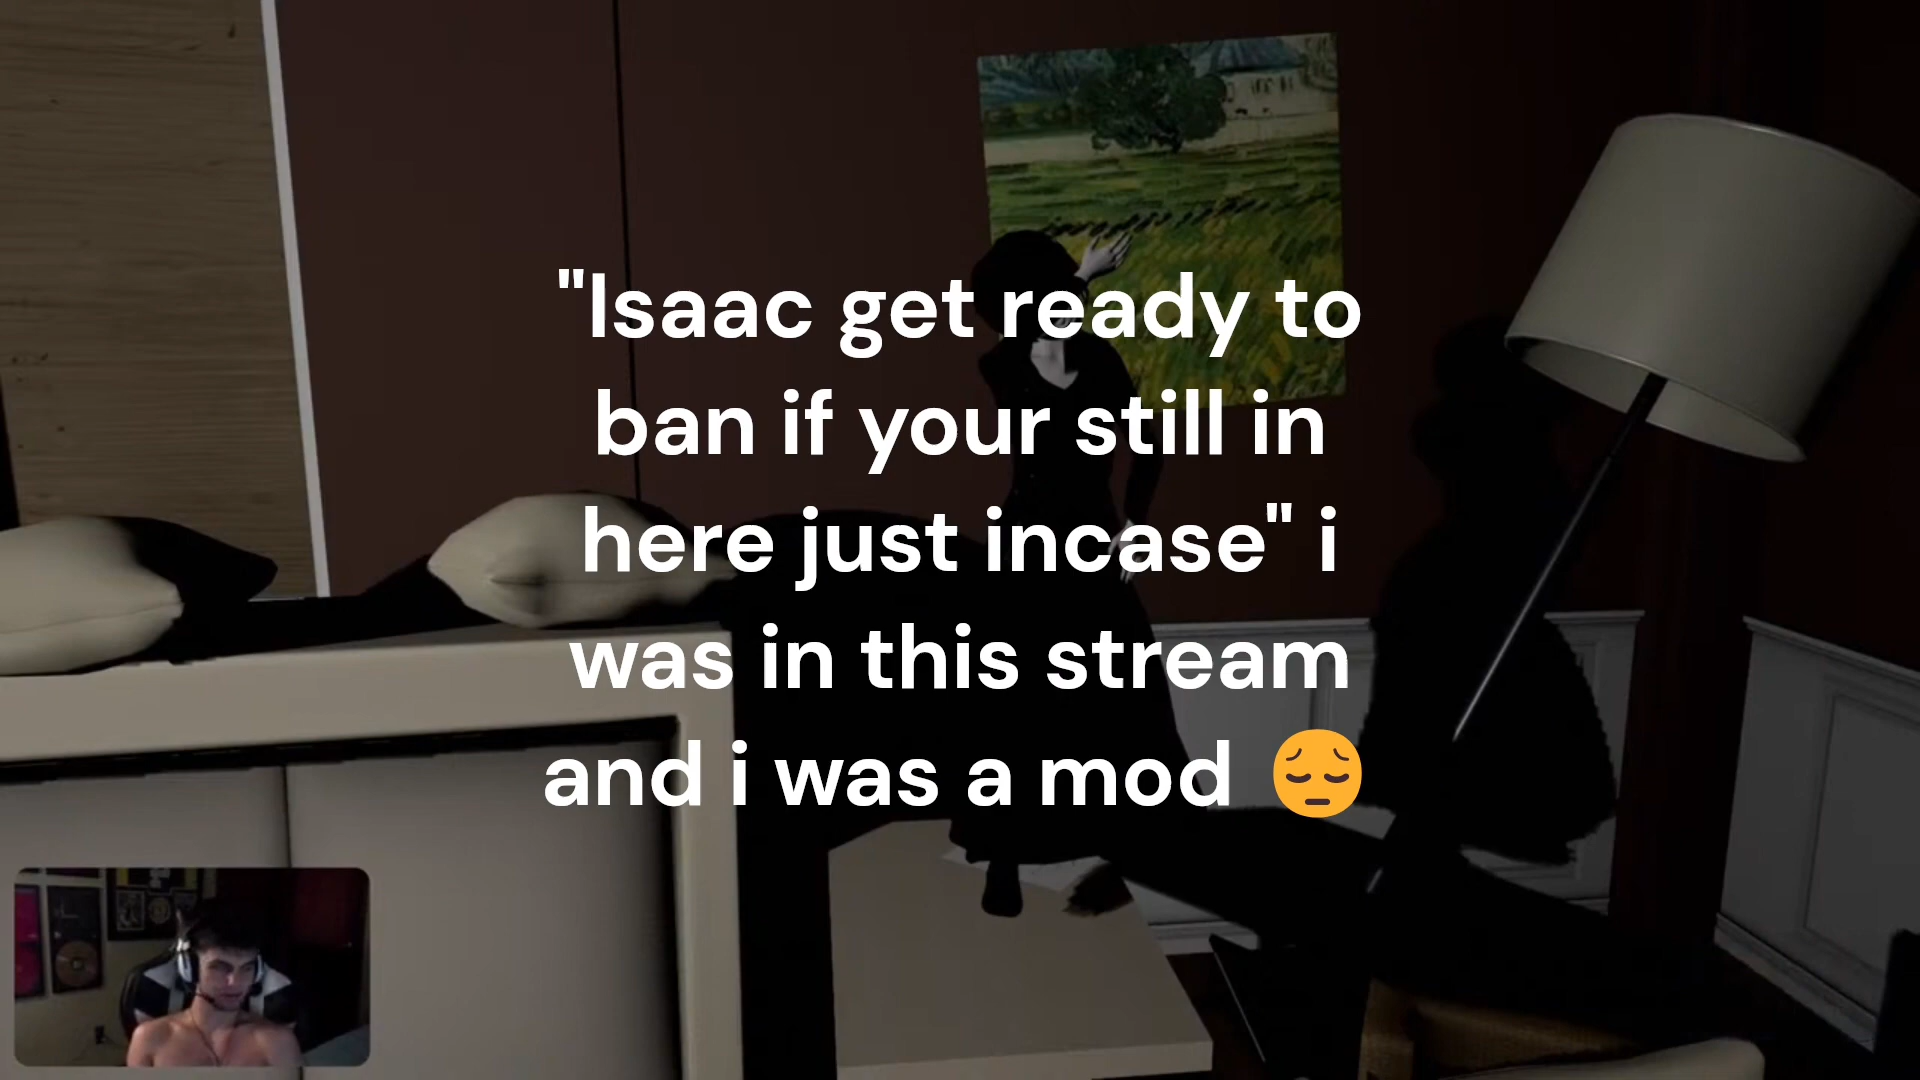 "Isaac get ready to
ban if your still in
here just incase" i
was in this stream
and i was a mod 😔